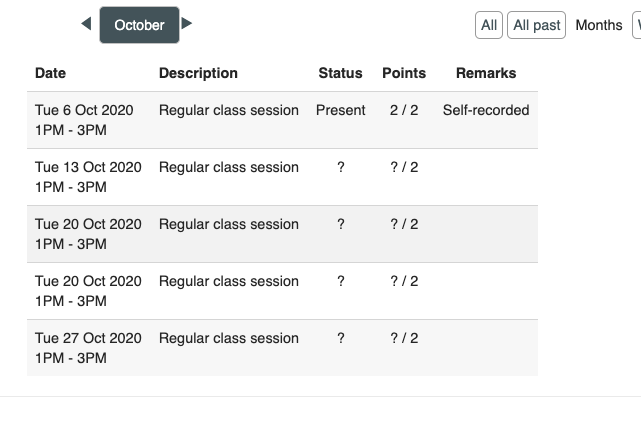 October All All past Months
Date Description Status Points Remarks
Tue 6 Oct 2020 Regular class session Present 2 / 2 Self-recorded
1PM - 3PM
Tue 13 Oct 2020 Regular class session ? ? / 2
1PM - 3PM
Tue 20 Oct 2020 Regular class session ? ? / 2
1PM - 3PM
Tue 20 Oct 2020 Regular class session ? ? / 2
1PM - 3PM
Tue 27 Oct 2020 Regular class session ? ? / 2
1PM - 3PM